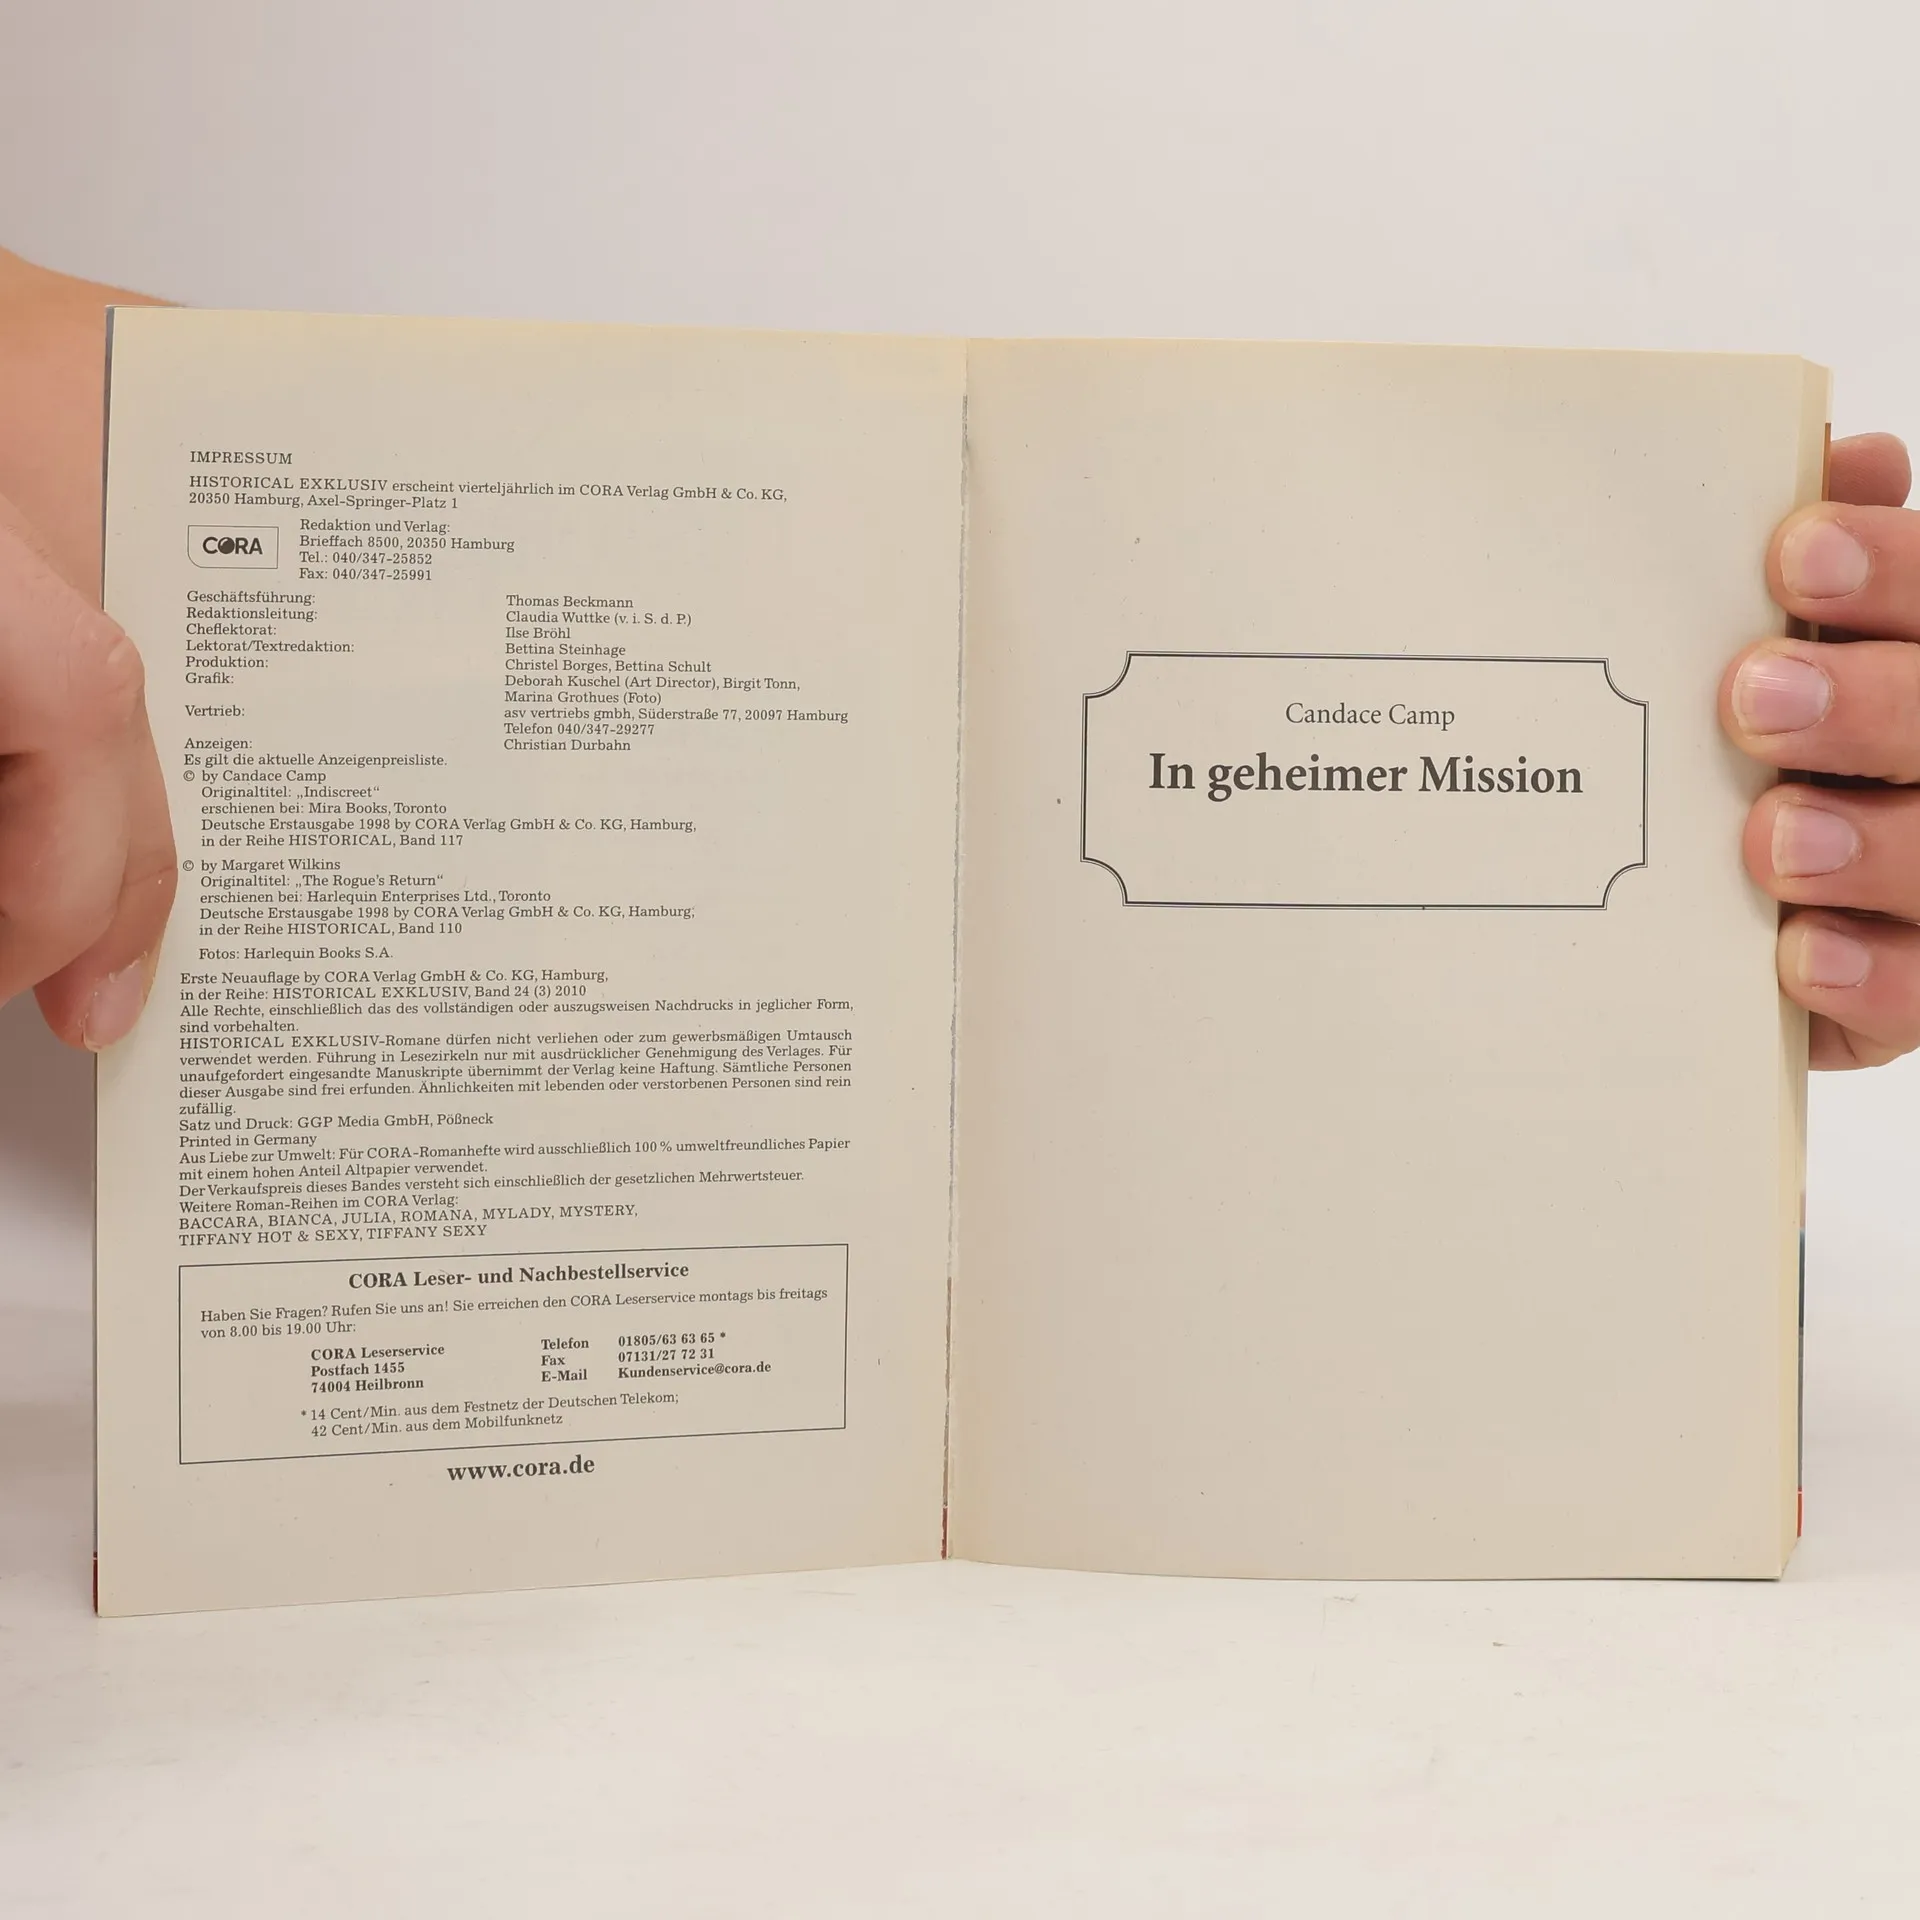 IMPRESSUM
HISTORICAL EXKLUSIV erscheint vierteljährlich im CORA Verlag GmbH & Co. KG,
20350 Hamburg, Axel-Springer-Platz 1
CORA
Redaktion und Verlag:
Brieffach 8500, 20350 Hamburg
Tel.: 040/347-25852
Fax: 040/347-25991
Geschäftsführung: Thomas Beckmann
Redaktionsleitung: Claudia Wuttke (v. i. S. d. P.)
Cheflektorat: Ilse Bröhl
Lektorat/Textredaktion: Bettina Steinhage
Produktion: Christel Borges, Bettina Schult
Grafik: Deborah Kuschel (Art Director), Birgit Tonn,
Marina Grothues (Foto)
Vertrieb: asv vertriebs gmbh, Süderstraße 77, 20097 Hamburg
Telefon 040/347-29277
Anzeigen: Christian Durbahn
Es gilt die aktuelle Anzeigenpreisliste.
© by Candace Camp
Originaltitel: „Indiscreet“
erschienen bei: Mira Books, Toronto
Deutsche Erstausgabe 1998 by CORA Verlag GmbH & Co. KG, Hamburg,
in der Reihe HISTORICAL, Band 117
© by Margaret Wilkins
Originaltitel: „The Rogue's Return“
erschienen bei: Harlequin Enterprises Ltd., Toronto
Deutsche Erstausgabe 1998 by CORA Verlag GmbH & Co. KG, Hamburg,
in der Reihe HISTORICAL, Band 110
Fotos: Harlequin Books S.A.
Erste Neuauflage by CORA Verlag GmbH & Co. KG, Hamburg,
in der Reihe: HISTORICAL EXKLUSIV, Band 24 (3) 2010
Alle Rechte, einschließlich das des vollständigen oder auszugsweisen Nachdrucks in jeglicher Form,
sind vorbehalten.
HISTORICAL EXKLUSIV-Romane dürfen nicht verliehen oder zum gewerbsmäßigen Umtausch
verwendet werden. Führung in Lesezirkeln nur mit ausdrücklicher Genehmigung des Verlages. Für
unaufgefordert eingesandte Manuskripte übernimmt der Verlag keine Haftung. Sämtliche Personen
dieser Ausgabe sind frei erfunden. Ähnlichkeiten mit lebenden oder verstorbenen Personen sind rein
zufällig.
Satz und Druck: GGP Media GmbH, Pößneck
Printed in Germany
Aus Liebe zur Umwelt: Für CORA-Romanhefte wird ausschließlich 100 % umweltfreundliches Papier
mit einem hohen Anteil Altpapier verwendet.
Der Verkaufspreis dieses Bandes versteht sich einschließlich der gesetzlichen Mehrwertsteuer.
Weitere Roman-Reihen im CORA Verlag:
BACCARA, BIANCA, JULIA, ROMANA, MYLADY, MYSTERY,
TIFFANY HOT & SEXY, TIFFANY SEXY
CORA Leser- und Nachbestellservice
Haben Sie Fragen? Rufen Sie uns an! Sie erreichen den CORA Leserservice montags bis freitags
von 8.00 bis 19.00 Uhr:
CORA Leserservice Telefon 01805/63 63 65 *
Postfach 1455 Fax 07131/27 72 31
74004 Heilbronn E-Mail Kundenservice@cora.de
* 14 Cent/Min. aus dem Festnetz der Deutschen Telekom;
42 Cent/Min. aus dem Mobilfunknetz
www.cora.de
Candace Camp
In geheimer Mission